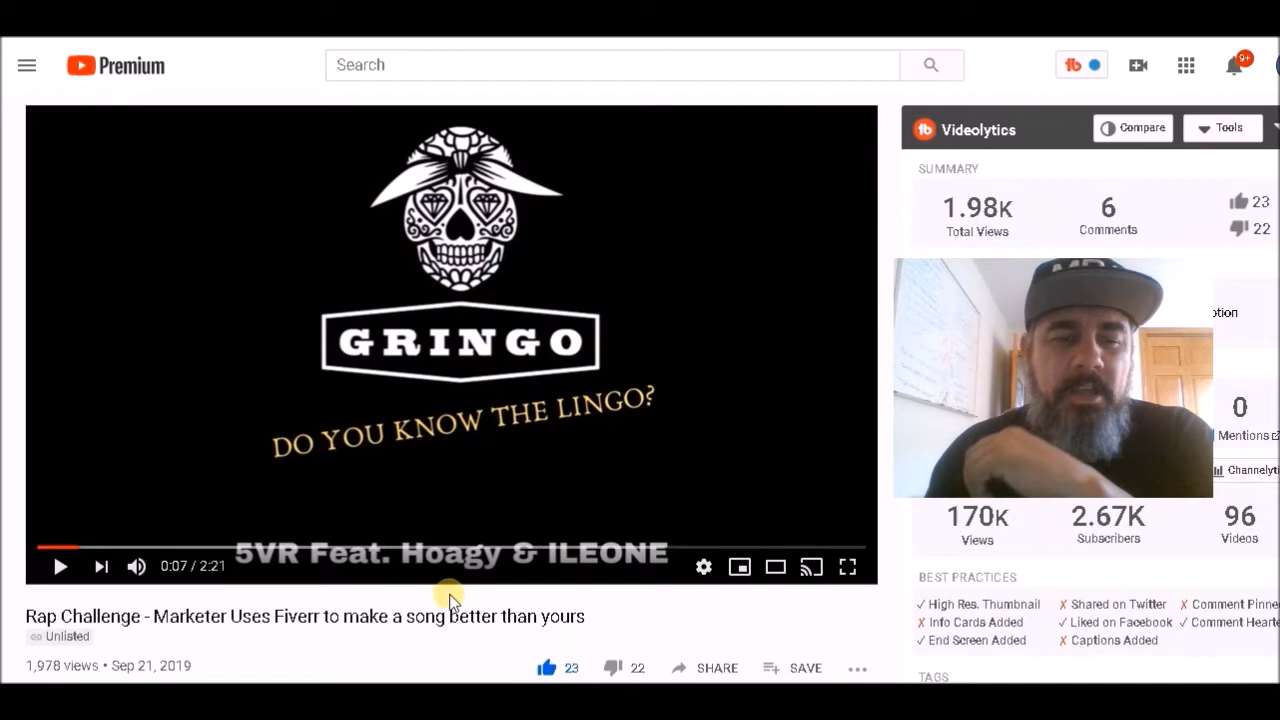 Premium
Search
9+
GRINGO
DO YOU KNOW THE LINGO?
5VR Feat. Hoagy & ILEONE
0:07 / 2:21
Rap Challenge - Marketer Uses Fiverr to make a song better than yours
Unlisted
1,978 views • Sep 21, 2019
23
22
SHARE
SAVE
Videolytics
Compare
Tools
SUMMARY
1.98K
Total Views
6
Comments
23
22
0
Mentions
170K
Views
2.67K
Subscribers
96
Videos
BEST PRACTICES
✓ High Res. Thumbnail
✗ Shared on Twitter
✗ Comment Pinne
✗ Info Cards Added
✓ Liked on Facebook
✓ Comment Hearte
✓ End Screen Added
✗ Captions Added
TAGS